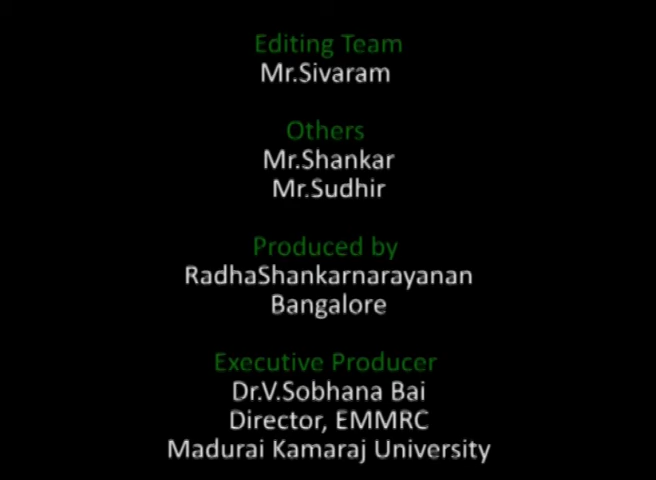 Editing Team
Mr.Sivaram
Others
Mr.Shankar
Mr.Sudhir
Produced by
RadhaShankarnarayanan
Bangalore
Executive Producer
Dr.V.Sobhana Bai
Director, EMMRC
Madurai Kamaraj University